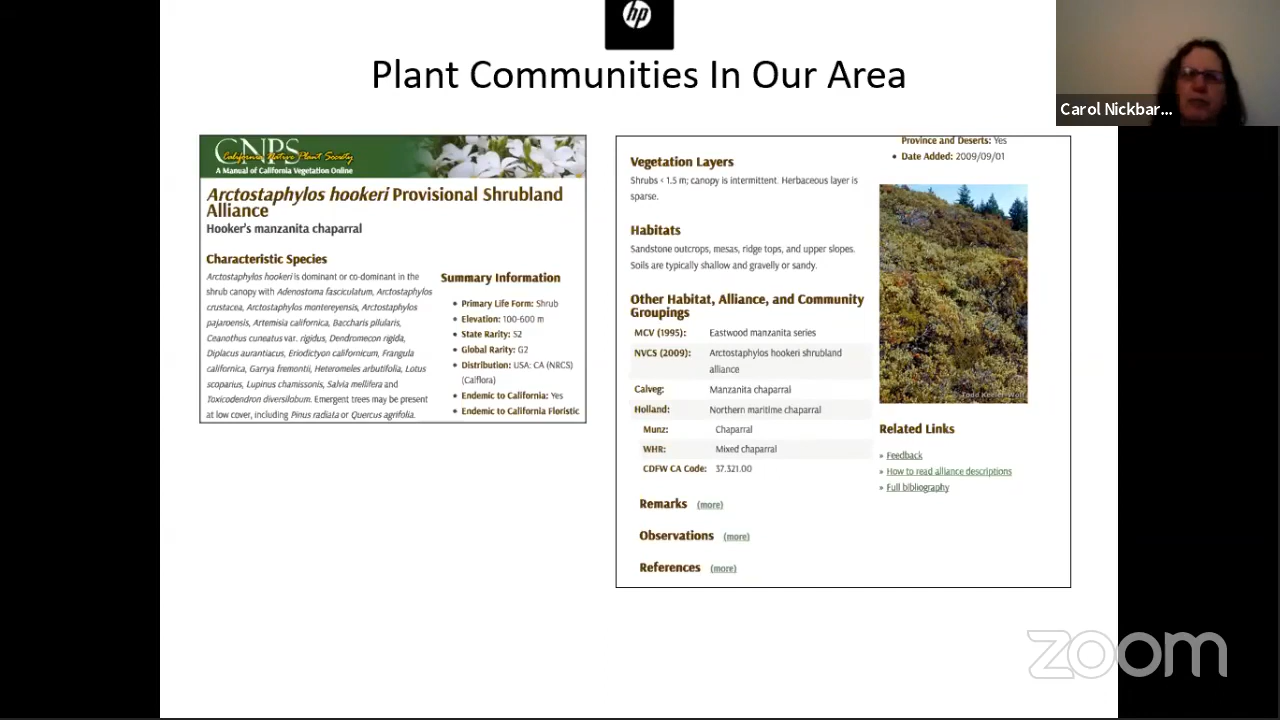 hp
Plant Communities In Our Area
Carol Nickbar...
CNPS
California Native Plant Society
A Manual of California Vegetation Online
Arctostaphylos hookeri Provisional Shrubland
Alliance
Hooker's manzanita chaparral
Characteristic Species
Arctostaphylos hookeri is dominant or co-dominant in the
shrub canopy with Adenostoma fasciculatum, Arctostaphylos
crustacea, Arctostaphylos montereyensis, Arctostaphylos
pajaroensis, Artemisia californica, Baccharis pilularis,
Ceanothus cuneatus var. rigidus, Dendromecon rigida,
Diplacus aurantiacus, Eriodictyon californicum, Frangula
californica, Garrya fremontii, Heteromeles arbutifolia, Lotus
scoparius, Lupinus chamissonis, Salvia mellifera and
Toxicodendron diversilobum. Emergent trees may be present
at low cover, including Pinus radiata or Quercus agrifolia.
Summary Information
• Primary Life Form: Shrub
• Elevation: 100-600 m
• State Rarity: S2
• Global Rarity: G2
• Distribution: USA: CA (NRCS)
(Calflora)
• Endemic to California: Yes
• Endemic to California Floristic
Province and Deserts: Yes
• Date Added: 2009/09/01
Vegetation Layers
Shrubs < 1.5 m; canopy is intermittent. Herbaceous layer is
sparse.
Habitats
Sandstone outcrops, mesas, ridge tops, and upper slopes.
Soils are typically shallow and gravelly or sandy.
Other Habitat, Alliance, and Community
Groupings
MCV (1995): Eastwood manzanita series
NVCS (2009): Arctostaphylos hookeri shrubland
alliance
Calveg: Manzanita chaparral
Holland: Northern maritime chaparral
Munz: Chaparral
WHR: Mixed chaparral
CDFW CA Code: 37.321.00
Remarks (more)
Observations (more)
References (more)
© Todd Keeler-Wolf
Related Links
» Feedback
» How to read alliance descriptions
» Full bibliography
zoom